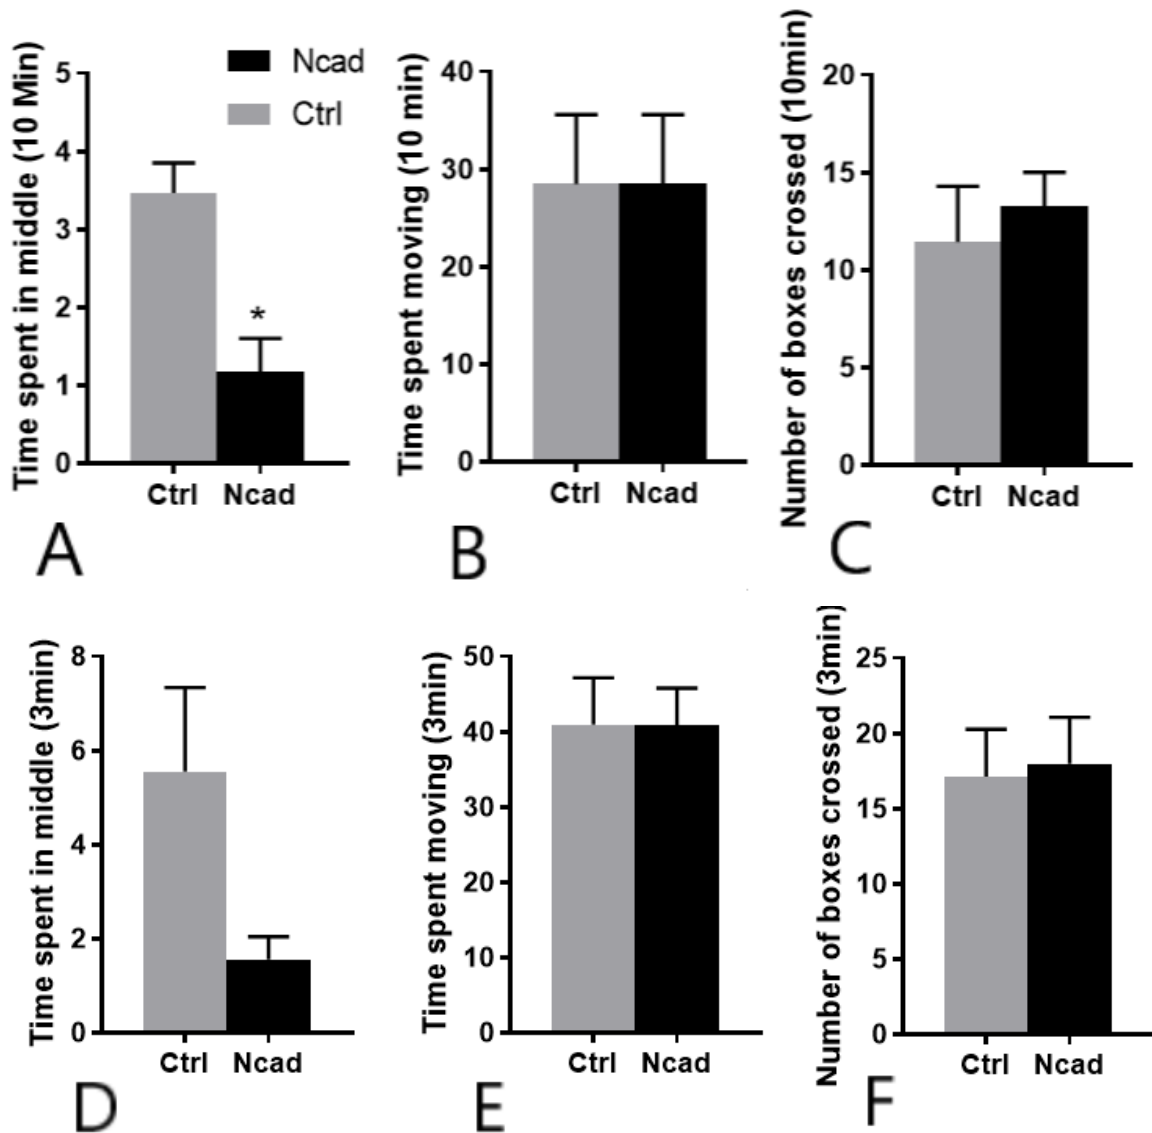 Time spent in middle (10 Min)
5
4
3
2
1
0
*
Ctrl Ncad
Ncad
Ctrl
A
Time spent moving (10 min)
40
30
20
10
0
Ctrl Ncad
B
Number of boxes crossed (10min)
20
15
10
5
0
Ctrl Ncad
C
Time spent in middle (3min)
8
6
4
2
0
Ctrl Ncad
D
Time spent moving (3min)
50
40
30
20
10
0
Ctrl Ncad
E
Number of boxes crossed (3min)
25
20
15
10
5
0
Ctrl Ncad
F